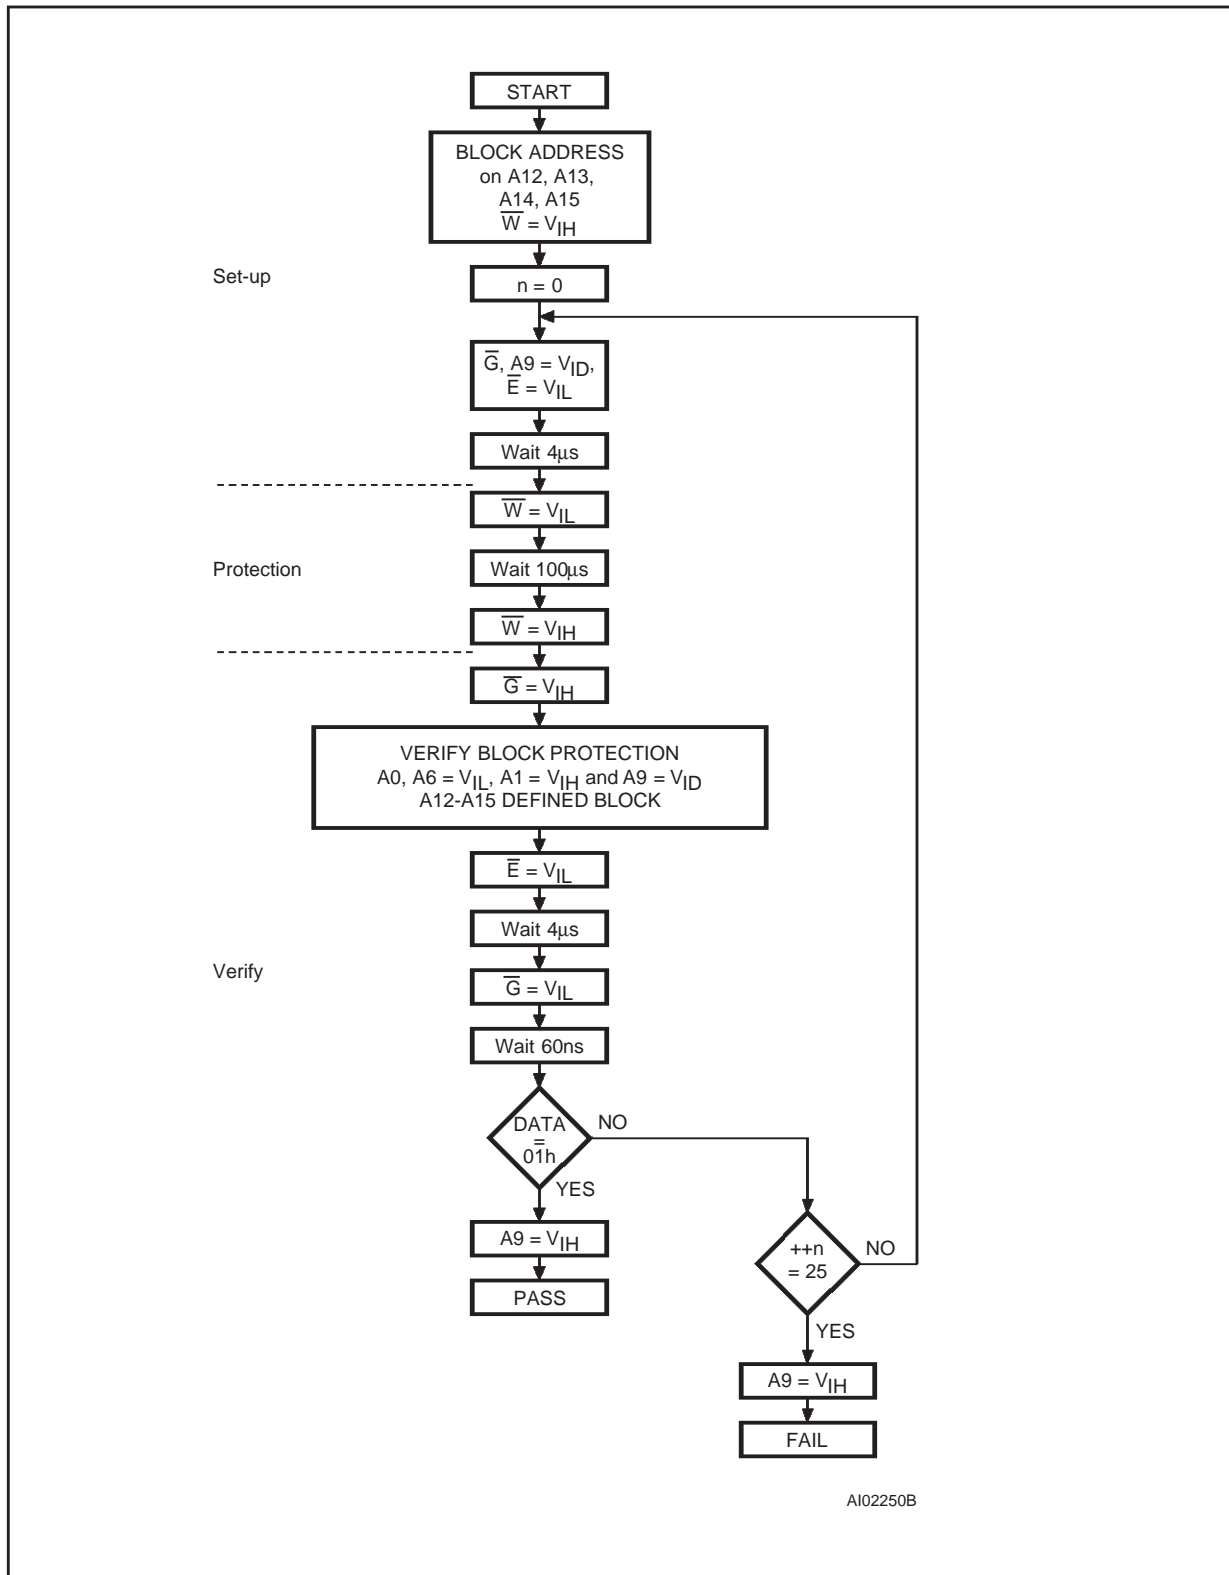 START
BLOCK ADDRESS
on A12, A13,
A14, A15
W̅ = VIH
Set-up
n = 0
G̅, A9 = VID,
E̅ = VIL
Wait 4µs
W̅ = VIL
Protection
Wait 100µs
W̅ = VIH
G̅ = VIH
VERIFY BLOCK PROTECTION
A0, A6 = VIL, A1 = VIH and A9 = VID
A12-A15 DEFINED BLOCK
E̅ = VIL
Wait 4µs
Verify
G̅ = VIL
Wait 60ns
DATA
=
01h
NO
YES
A9 = VIH
PASS
++n
= 25
NO
YES
A9 = VIH
FAIL
AI02250B